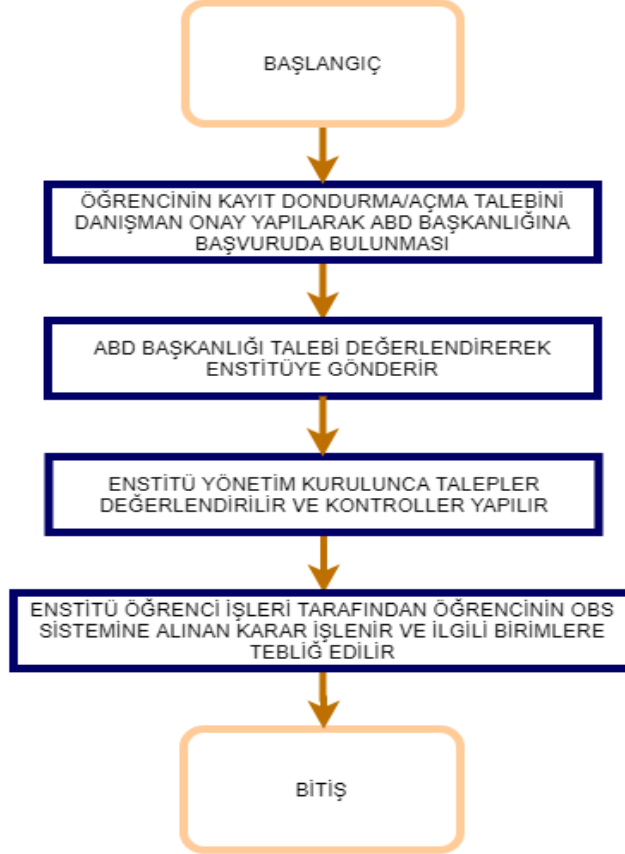 BAŞLANGIÇ
ÖĞRENCİNİN KAYIT DONDURMA/AÇMA TALEBİNİ
DANIŞMAN ONAY YAPILARAK ABD BAŞKANLIĞINA
BAŞVURUDA BULUNMASI
ABD BAŞKANLIĞI TALEBİ DEĞERLENDİREREK
ENSTİTÜYE GÖNDERİR
ENSTİTÜ YÖNETİM KURULUNCA TALEPLER
DEĞERLENDİRİLİR VE KONTROLLER YAPILIR
ENSTİTÜ ÖĞRENCİ İŞLERİ TARAFINDAN ÖĞRENCİNİN OBS
SİSTEMİNE ALINAN KARAR İŞLENİR VE İLGİLİ BİRİMLERE
TEBLİĞ EDİLİR
BİTİŞ